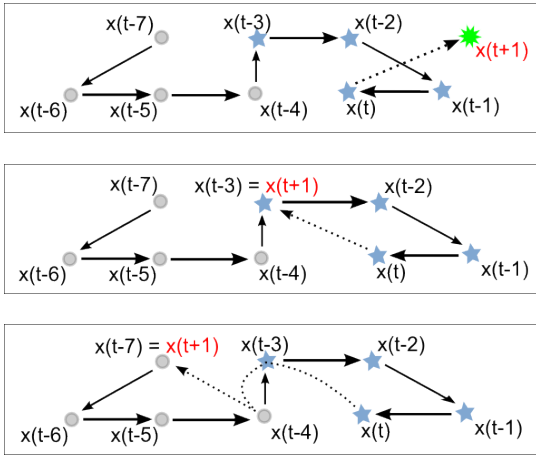 x(t-7)
x(t-3)
x(t-2)
x(t+1)
x(t-6)
x(t-5)
x(t-4)
x(t)
x(t-1)
x(t-7)
x(t-3) = x(t+1)
x(t-2)
x(t-6)
x(t-5)
x(t-4)
x(t)
x(t-1)
x(t-7) = x(t+1)
x(t-3)
x(t-2)
x(t-6)
x(t-5)
x(t-4)
x(t)
x(t-1)